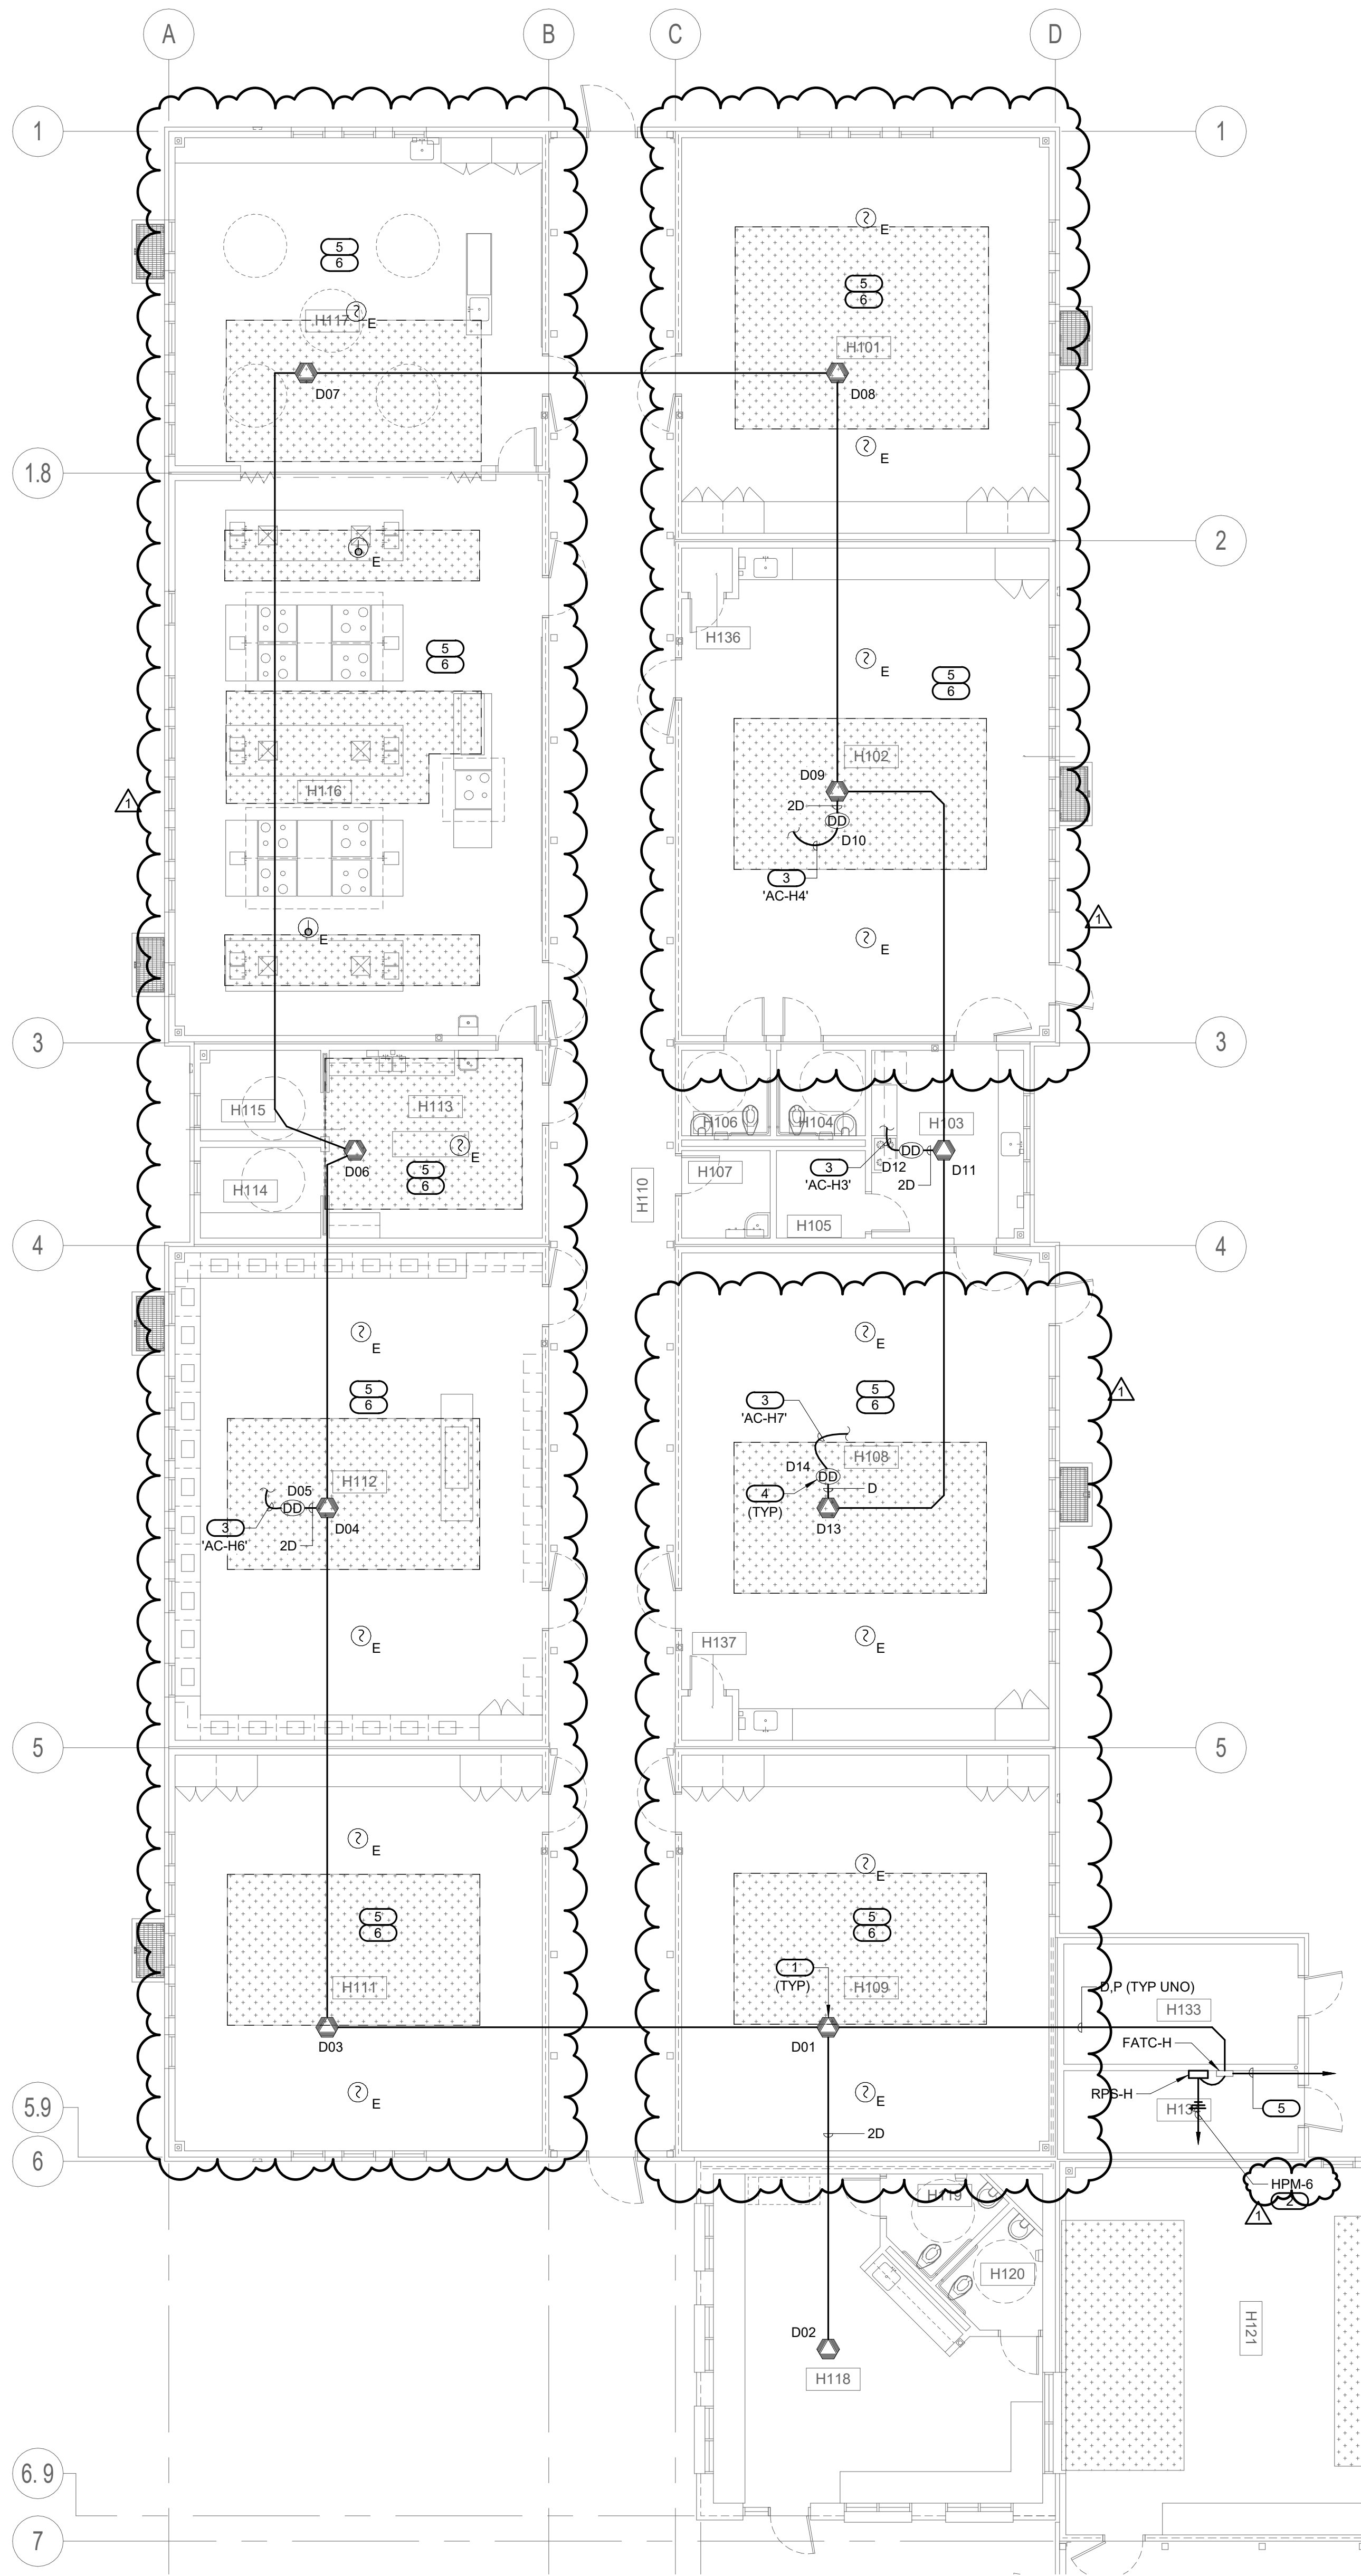 A
B
C
D
1
1
5
6
E
H117
D07
E
5
6
H101
D08
E
1.8
2
E
H136
E
5
6
5
6
H102
D09
2D
DD
D10
3
'AC-H4'
H116
1
E
E
1
3
3
H115
H113
E
5
6
D06
H114
H106
H104
H103
H107
3
'AC-H3'
DD
D12
2D
D11
H110
H105
4
4
E
5
6
H112
D05
DD
D04
3
'AC-H6'
2D
E
E
5
6
1
3
'AC-H7'
H108
D14
DD
D
4
(TYP)
D13
E
H137
5
5
E
5
6
H111
D03
E
E
5
6
1
(TYP)
H109
D01
E
2D
D,P (TYP UNO)
H133
FATC-H
RPS-H
5
HPM-6
2
1
5.9
6
H119
H120
H121
D02
H118
6.9
7